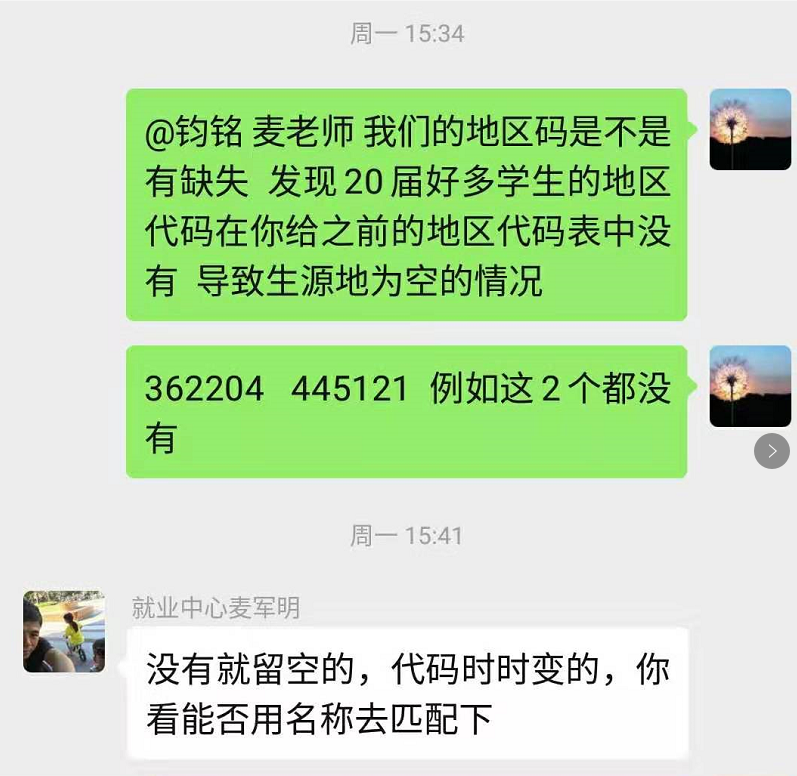 周一 15:34
@钧铭 麦老师 我们的地区码是不是
有缺失 发现20届好多学生的地区
代码在你给之前的地区代码表中没
有 导致生源地为空的情况
362204 445121 例如这2个都没
有
周一 15:41
就业中心麦军明
没有就留空的，代码时时变的，你
看能否用名称去匹配下